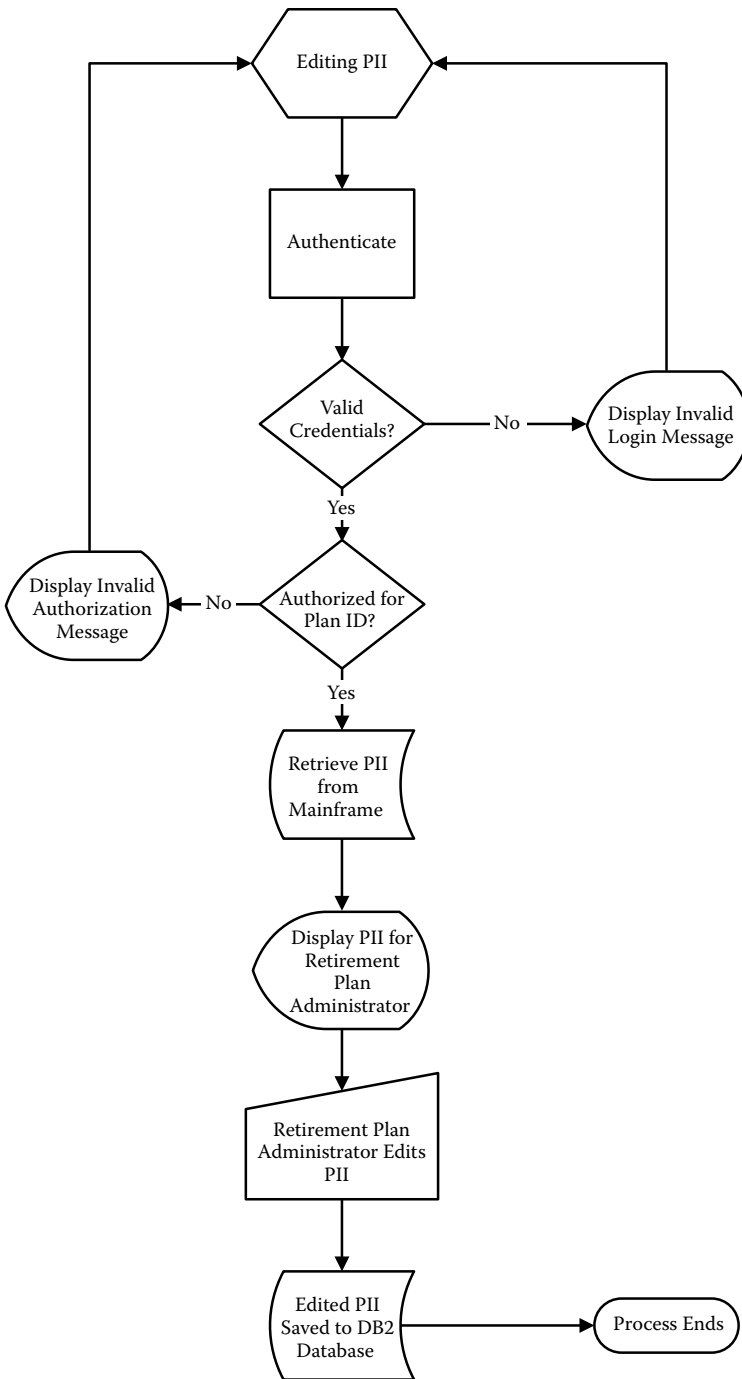 Editing PII
Authenticate
Valid
Credentials?
No
Display Invalid
Login Message
Yes
Authorized for
Plan ID?
No
Display Invalid
Authorization
Message
Yes
Retrieve PII
from
Mainframe
Display PII for
Retirement
Plan
Administrator
Retirement Plan
Administrator Edits
PII
Edited PII
Saved to DB2
Database
Process Ends